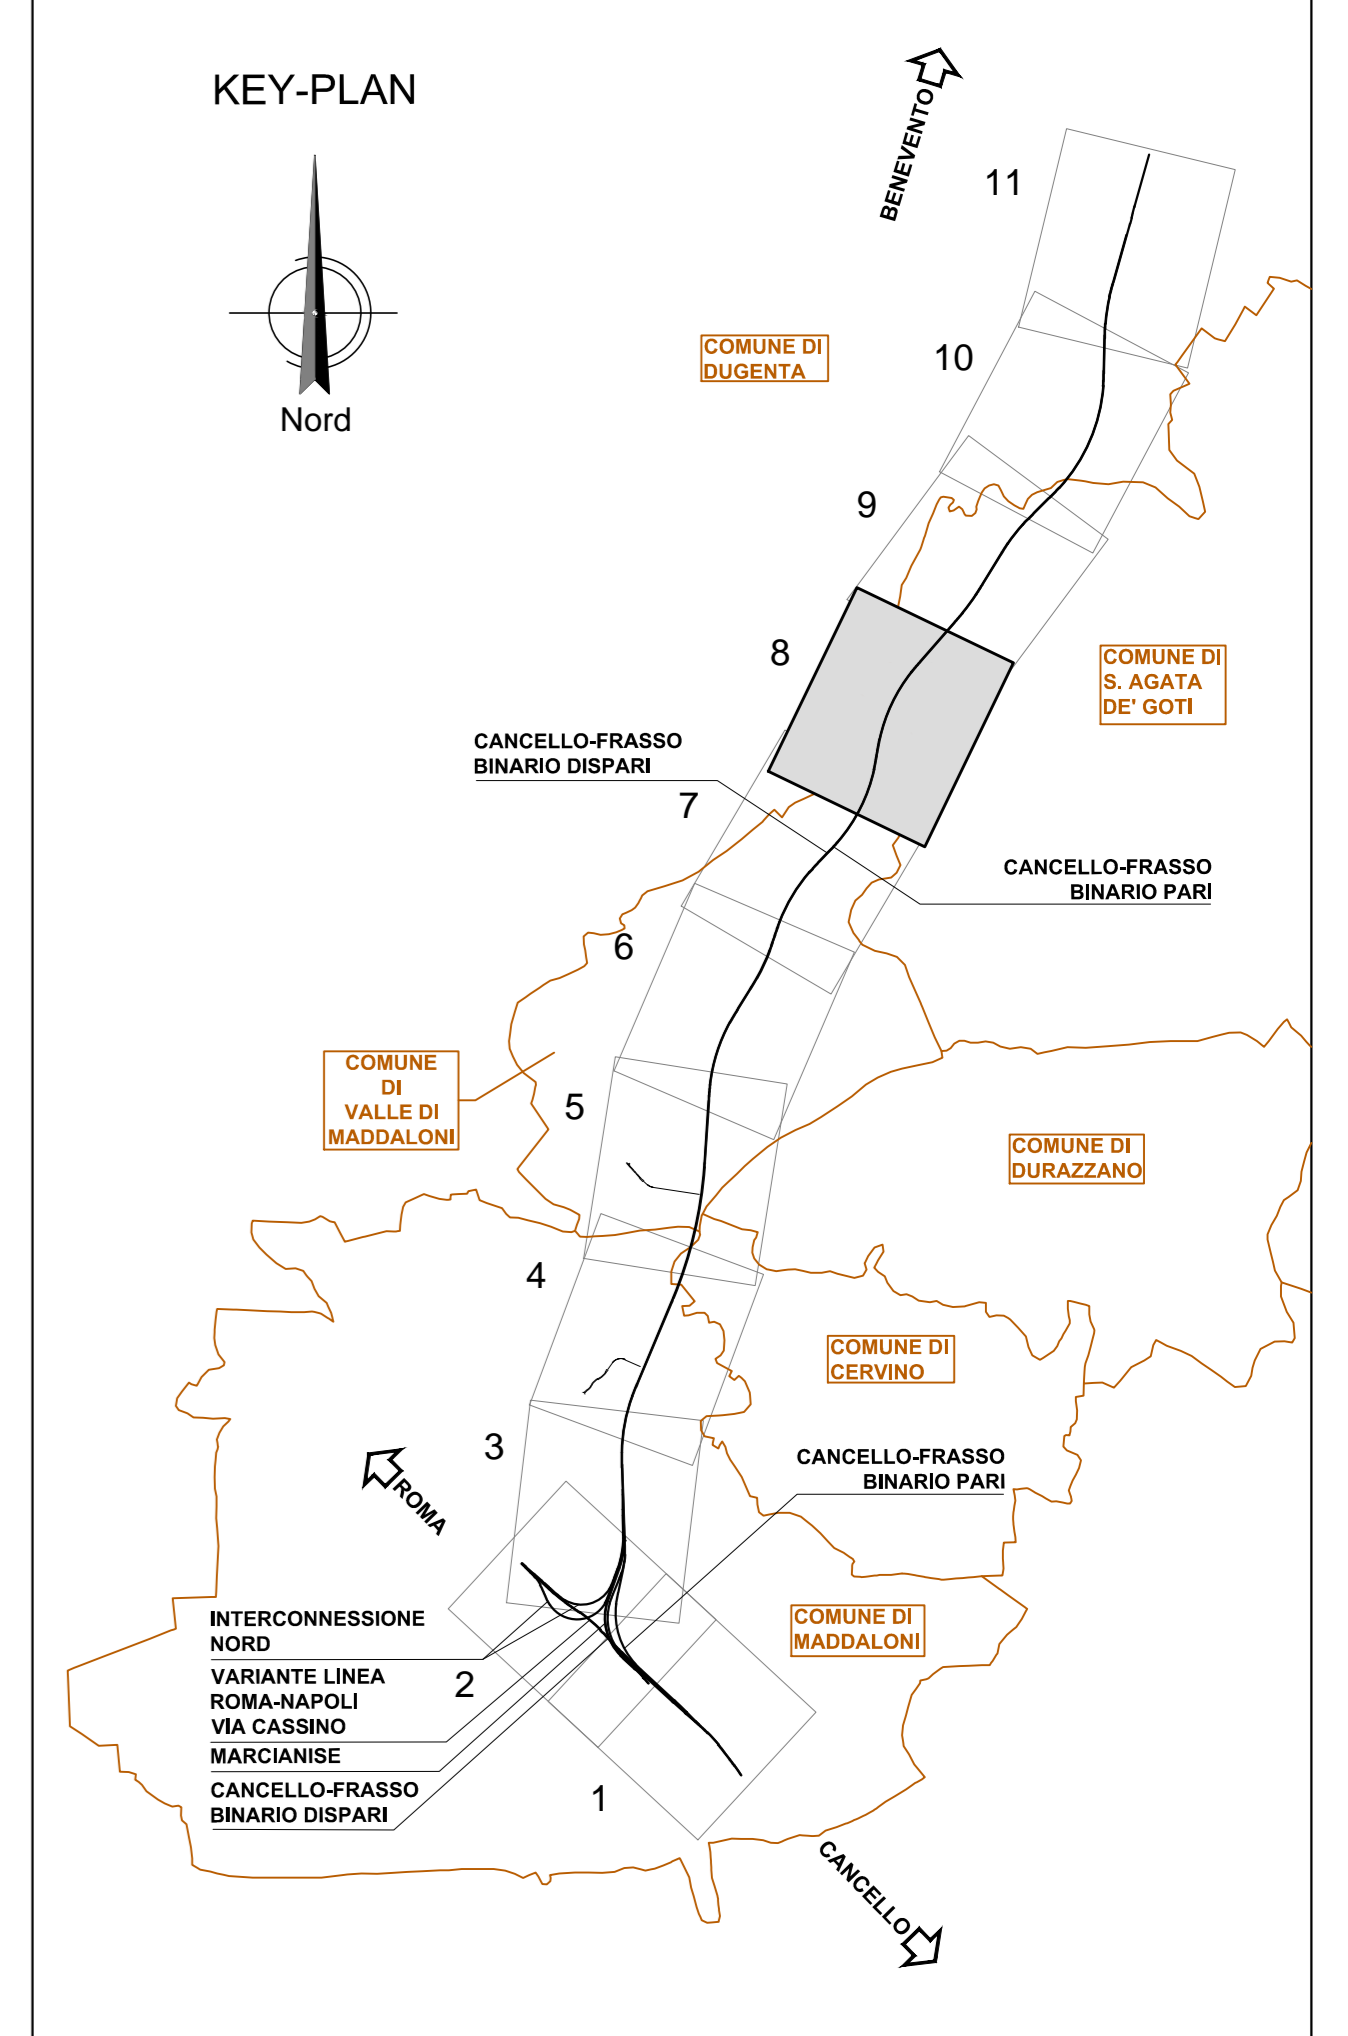 KEY-PLAN
BENEVENTO
11
Nord
COMUNE DI
DUGENTA
10
9
8
COMUNE DI
S. AGATA
DE' GOTI
CANCELLO-FRASSO
BINARIO DISPARI
7
CANCELLO-FRASSO
BINARIO PARI
6
COMUNE
DI
VALLE DI
MADDALONI
5
COMUNE DI
DURAZZANO
4
COMUNE DI
CERVINO
3
ROMA
CANCELLO-FRASSO
BINARIO PARI
INTERCONNESSIONE
NORD
COMUNE DI
MADDALONI
2
VARIANTE LINEA
ROMA-NAPOLI
VIA CASSINO
MARCIANISE
CANCELLO-FRASSO
BINARIO DISPARI
1
CANCELLO